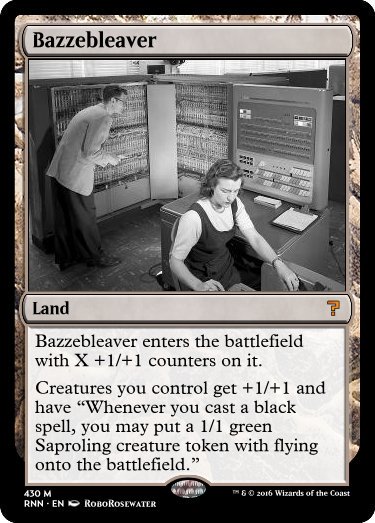 Bazzebleaver
Land
Bazzebleaver enters the battlefield
with X +1/+1 counters on it.
Creatures you control get +1/+1 and
have “Whenever you cast a black
spell, you may put a 1/1 green
Saproling creature token with flying
onto the battlefield.”
430 M
RNN • EN RoboRosewater
™ & © 2016 Wizards of the Coast